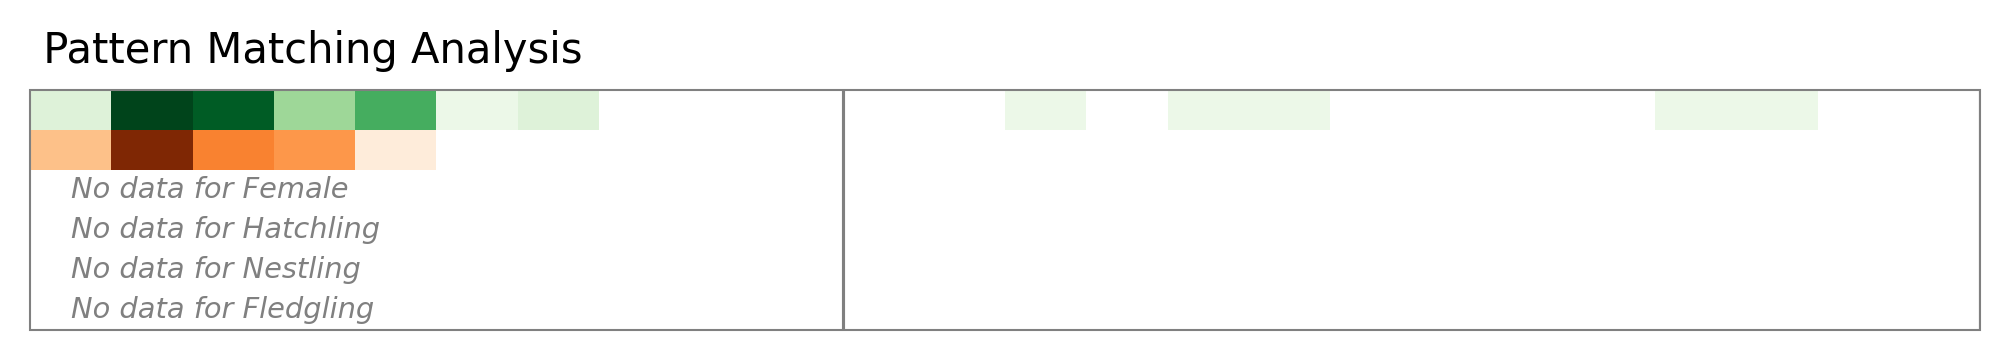 Pattern Matching Analysis
No data for Female
No data for Hatchling
No data for Nestling
No data for Fledgling